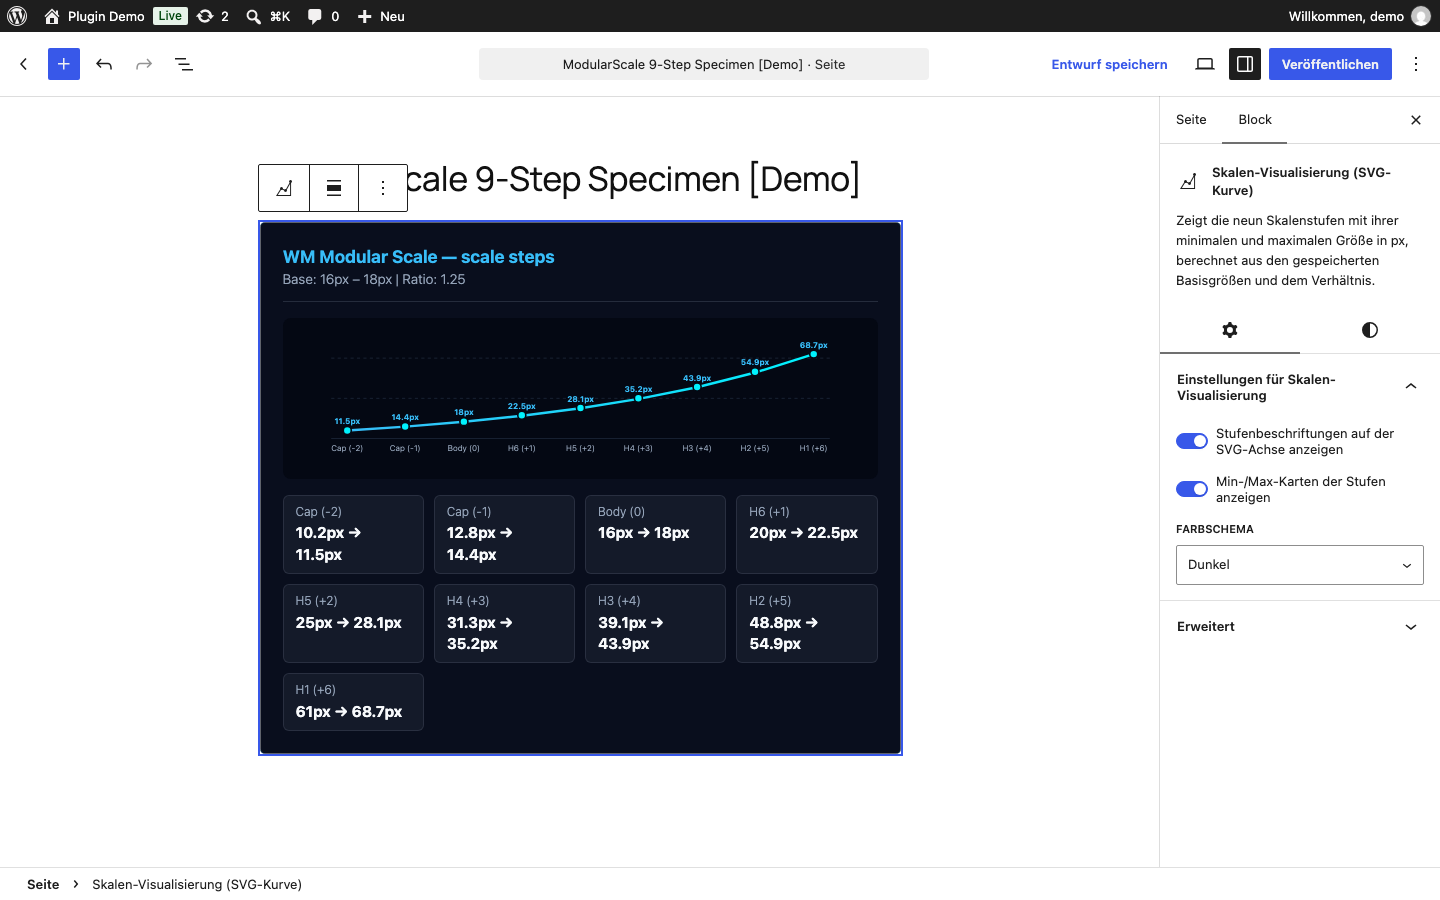 Plugin Demo Live 2 ⌘K 0 Neu Willkommen, demo
ModularScale 9-Step Specimen [Demo] · Seite
Entwurf speichern
Veröffentlichen
cale 9-Step Specimen [Demo]
WM Modular Scale — scale steps
Base: 16px – 18px | Ratio: 1.25
11.5px 14.4px 18px 22.5px 28.1px 35.2px 43.9px 54.9px 68.7px
Cap (-2) Cap (-1) Body (0) H6 (+1) H5 (+2) H4 (+3) H3 (+4) H2 (+5) H1 (+6)
Cap (-2)
10.2px →
11.5px
Cap (-1)
12.8px →
14.4px
Body (0)
16px → 18px
H6 (+1)
20px → 22.5px
H5 (+2)
25px → 28.1px
H4 (+3)
31.3px →
35.2px
H3 (+4)
39.1px →
43.9px
H2 (+5)
48.8px →
54.9px
H1 (+6)
61px → 68.7px
Seite Block
Skalen-Visualisierung (SVG-
Kurve)
Zeigt die neun Skalenstufen mit ihrer
minimalen und maximalen Größe in px,
berechnet aus den gespeicherten
Basisgrößen und dem Verhältnis.
Einstellungen für Skalen-
Visualisierung
Stufenbeschriftungen auf der
SVG-Achse anzeigen
Min-/Max-Karten der Stufen
anzeigen
FARBSCHEMA
Dunkel
Erweitert
Seite › Skalen-Visualisierung (SVG-Kurve)